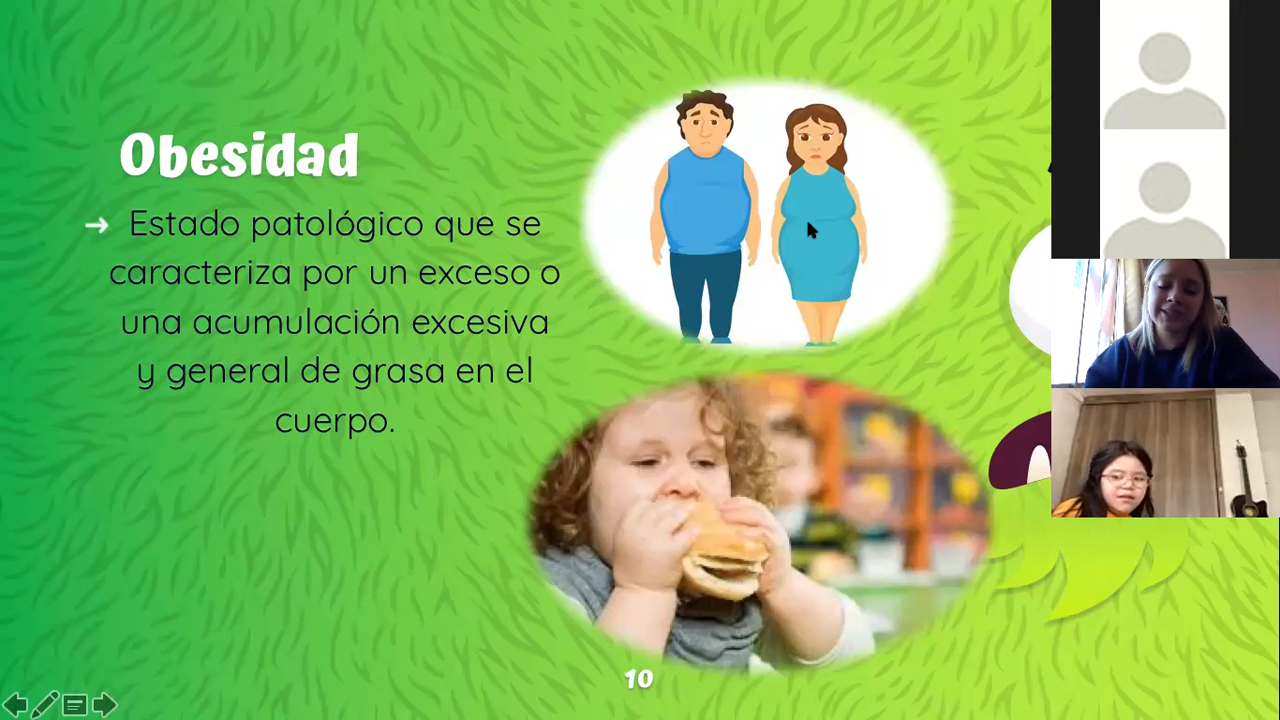 Obesidad
→ Estado patológico que se
caracteriza por un exceso o
una acumulación excesiva
y general de grasa en el
cuerpo.
10